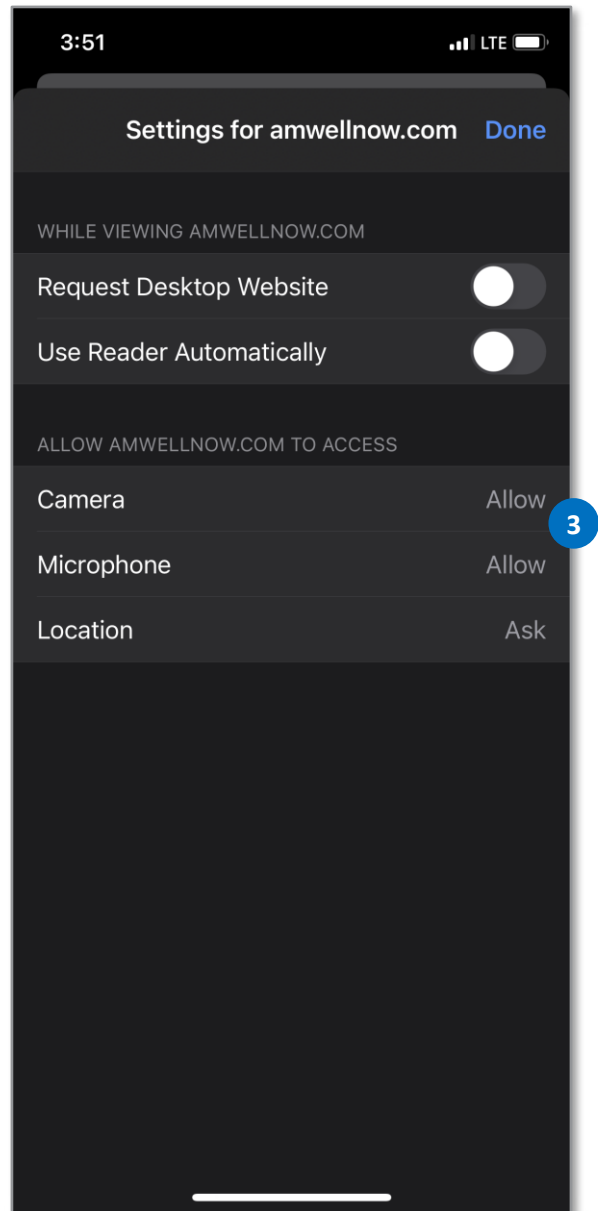 3:51 LTE
Settings for amwellnow.com Done
WHILE VIEWING AMWELLNOW.COM
Request Desktop Website
Use Reader Automatically
ALLOW AMWELLNOW.COM TO ACCESS
Camera Allow
3
Microphone Allow
Location Ask